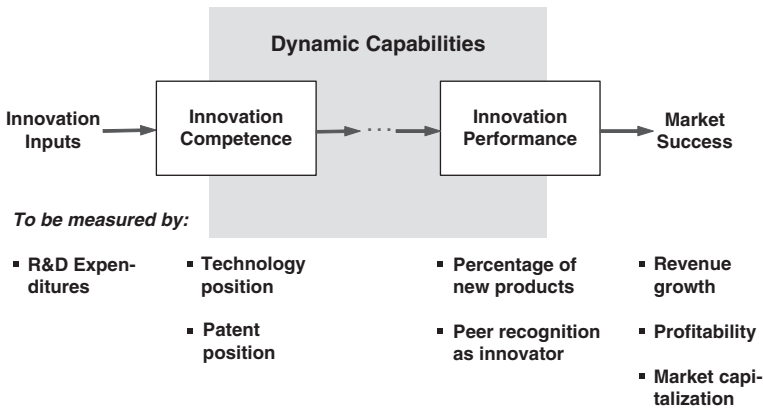 Dynamic Capabilities
Innovation
Inputs
Innovation
Competence
...
Innovation
Performance
Market
Success
To be measured by:
▪ R&D Expen-
ditures
▪ Technology
position
▪ Patent
position
▪ Percentage of
new products
▪ Peer recognition
as innovator
▪ Revenue
growth
▪ Profitability
▪ Market capi-
talization